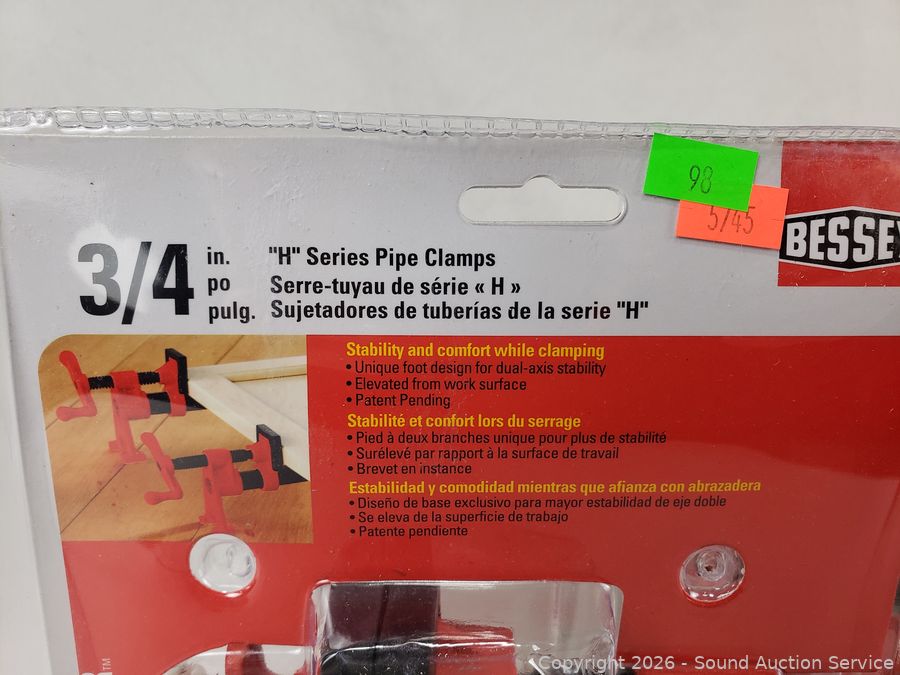 98
5745
BESSEY
3/4 in. "H" Series Pipe Clamps
po Serre-tuyau de série « H »
pulg. Sujetadores de tuberías de la serie "H"
Stability and comfort while clamping
• Unique foot design for dual-axis stability
• Elevated from work surface
• Patent Pending
Stabilité et confort lors du serrage
• Pied à deux branches unique pour plus de stabilité
• Surélevé par rapport à la surface de travail
• Brevet en instance
Estabilidad y comodidad mientras que afianza con abrazadera
• Diseño de base exclusivo para mayor estabilidad de eje doble
• Se eleva de la superficie de trabajo
• Patente pendiente
Copyright 2026 - Sound Auction Service